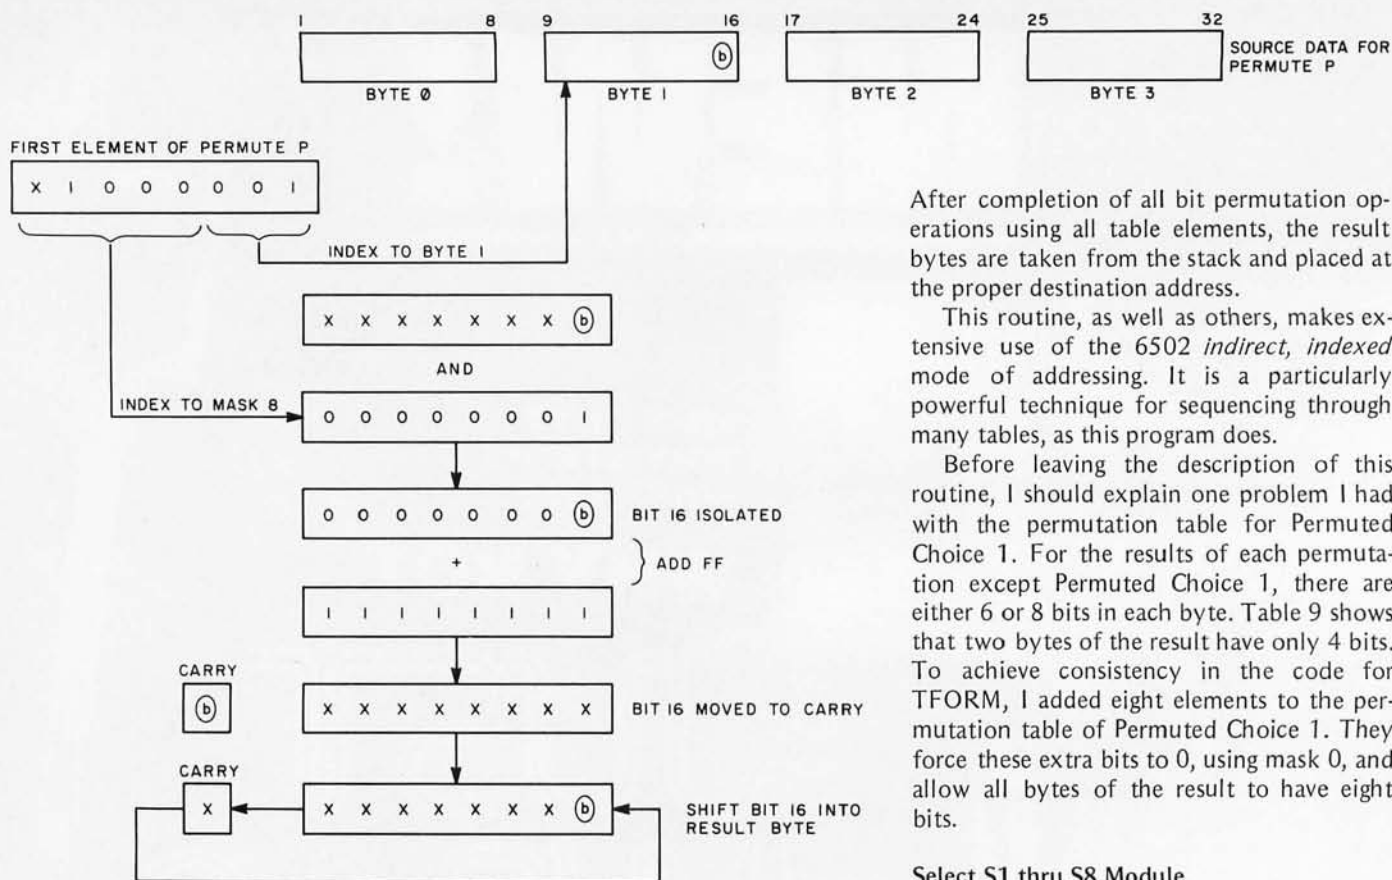 1 8 9 16 17 24 25 32
b
SOURCE DATA FOR
PERMUTE P
BYTE 0 BYTE 1 BYTE 2 BYTE 3
FIRST ELEMENT OF PERMUTE P
X 1 0 0 0 0 0 1
INDEX TO BYTE 1
X X X X X X X b
AND
INDEX TO MASK 8
0 0 0 0 0 0 0 1
0 0 0 0 0 0 0 b BIT 16 ISOLATED
+ } ADD FF
1 1 1 1 1 1 1 1
CARRY
b X X X X X X X X BIT 16 MOVED TO CARRY
CARRY
X X X X X X X X b SHIFT BIT 16 INTO
RESULT BYTE
After completion of all bit permutation op-
erations using all table elements, the result
bytes are taken from the stack and placed at
the proper destination address.
This routine, as well as others, makes ex-
tensive use of the 6502 indirect, indexed
mode of addressing. It is a particularly
powerful technique for sequencing through
many tables, as this program does.
Before leaving the description of this
routine, I should explain one problem I had
with the permutation table for Permuted
Choice 1. For the results of each permuta-
tion except Permuted Choice 1, there are
either 6 or 8 bits in each byte. Table 9 shows
that two bytes of the result have only 4 bits.
To achieve consistency in the code for
TFORM, I added eight elements to the per-
mutation table of Permuted Choice 1. They
force these extra bits to 0, using mask 0, and
allow all bytes of the result to have eight
bits.
Select S1 thru S8 Module